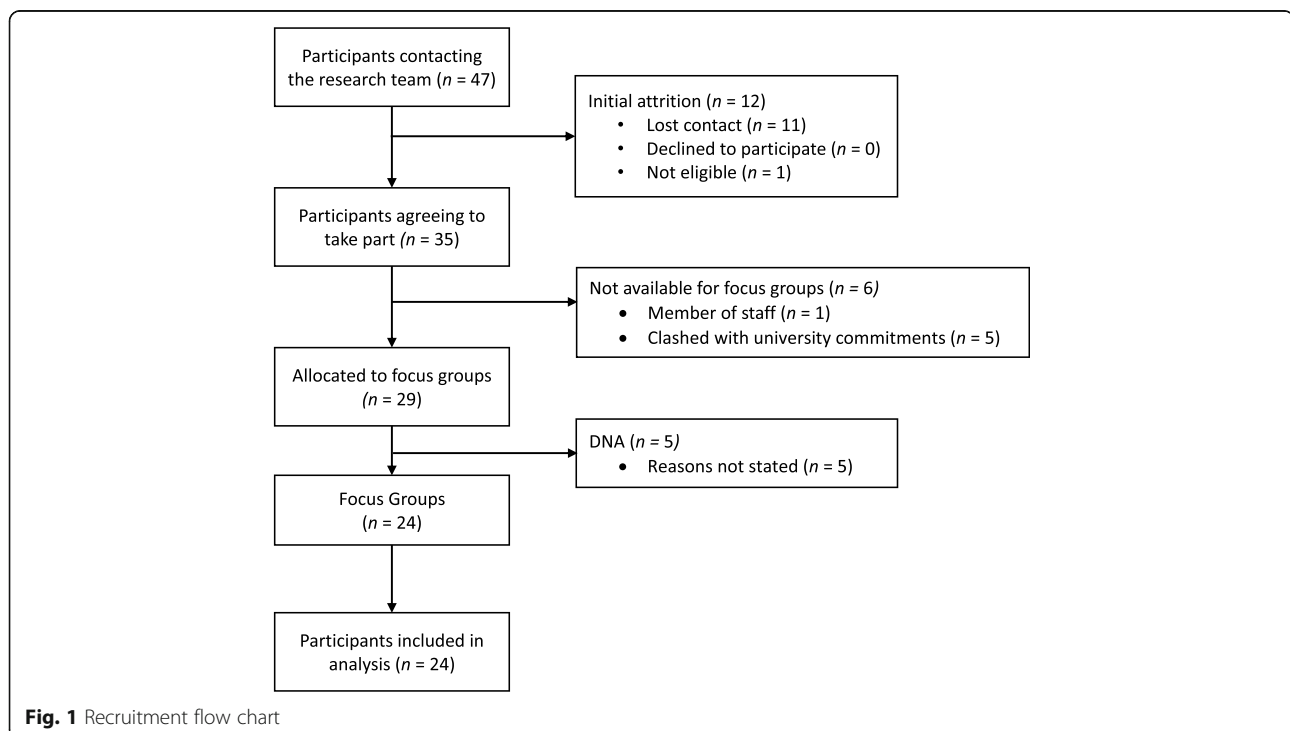 Participants contacting
the research team (n = 47)
Initial attrition (n = 12)
• Lost contact (n = 11)
• Declined to participate (n = 0)
• Not eligible (n = 1)
Participants agreeing to
take part (n = 35)
Not available for focus groups (n = 6)
● Member of staff (n = 1)
● Clashed with university commitments (n = 5)
Allocated to focus groups
(n = 29)
DNA (n = 5)
● Reasons not stated (n = 5)
Focus Groups
(n = 24)
Participants included in
analysis (n = 24)
Fig. 1 Recruitment flow chart